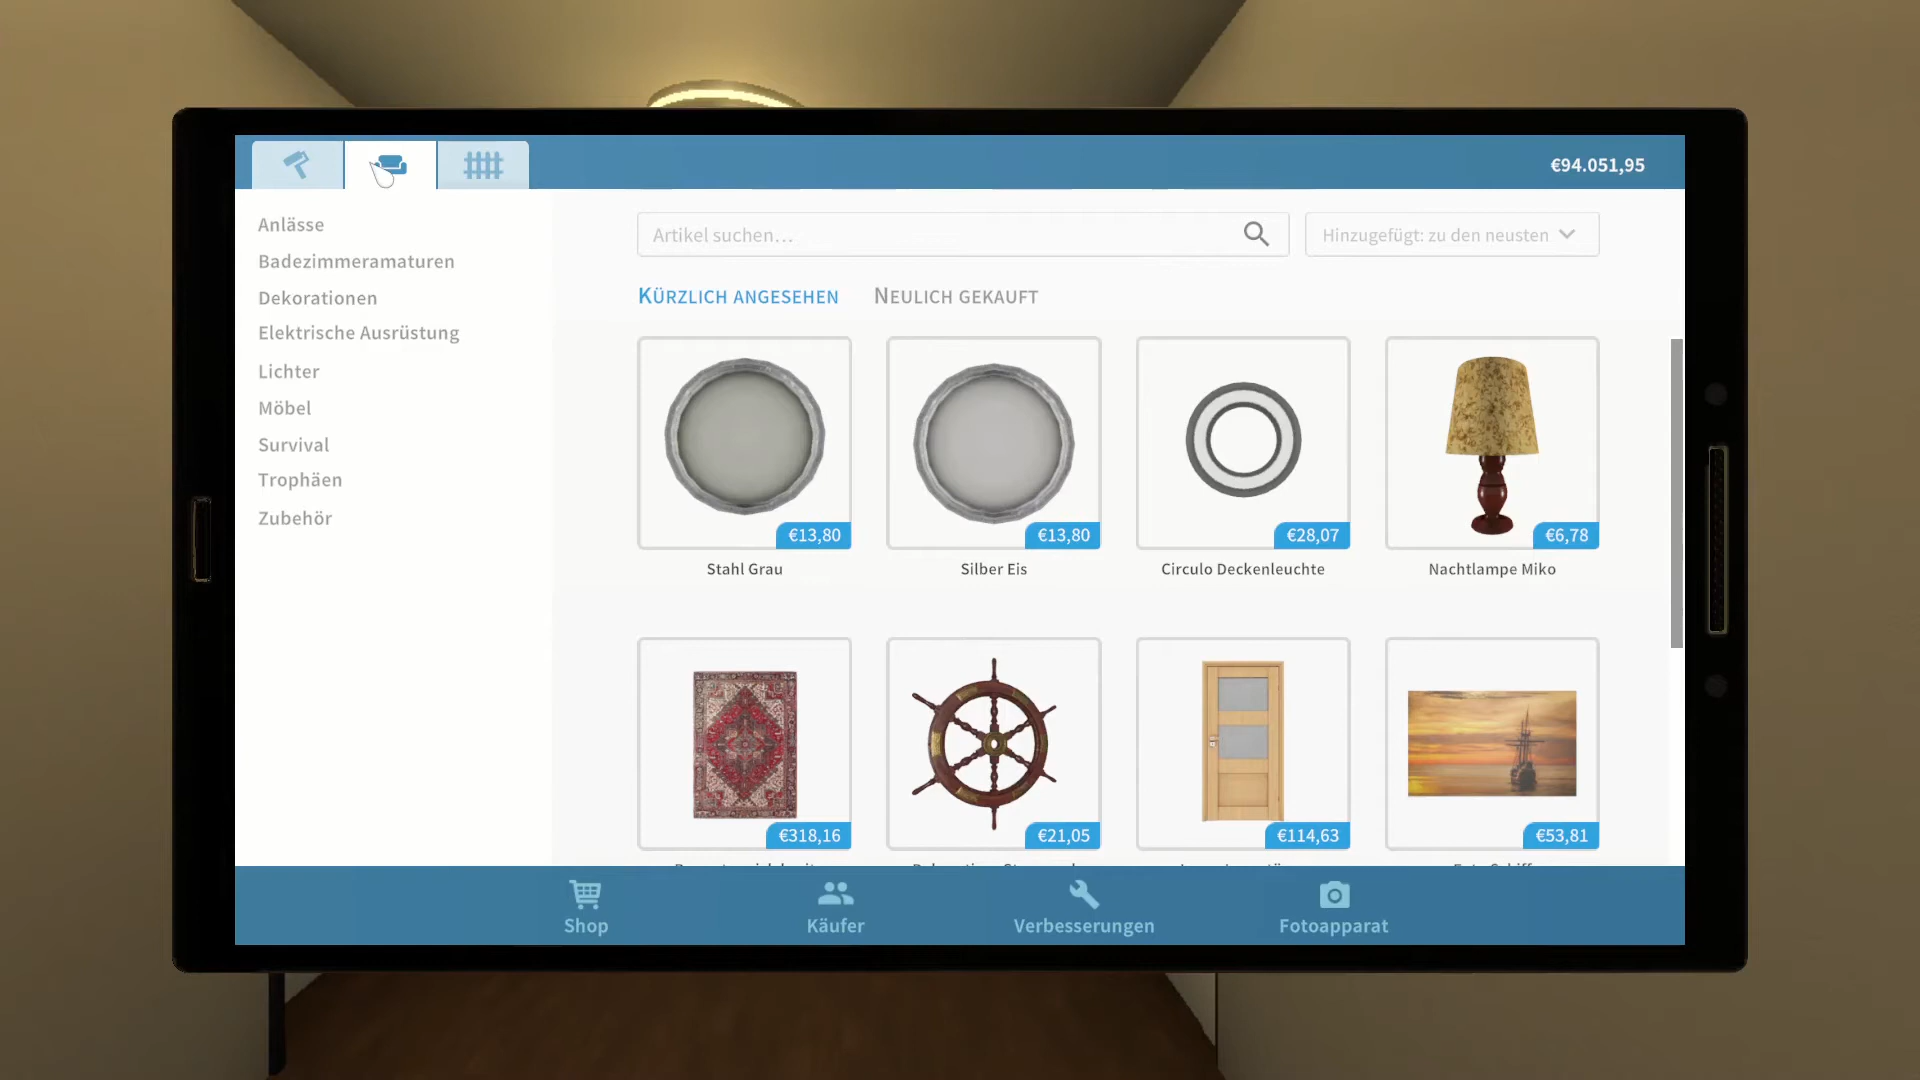 €94.051,95
Anlässe
Badezimmeramaturen
Dekorationen
Elektrische Ausrüstung
Lichter
Möbel
Survival
Trophäen
Zubehör
Artikel suchen...
Hinzugefügt: zu den neusten
KÜRZLICH ANGESEHEN
NEULICH GEKAUFT
€13,80
€13,80
€28,07
€6,78
Stahl Grau
Silber Eis
Circulo Deckenleuchte
Nachtlampe Miko
€318,16
€21,05
€114,63
€53,81
Shop
Käufer
Verbesserungen
Fotoapparat